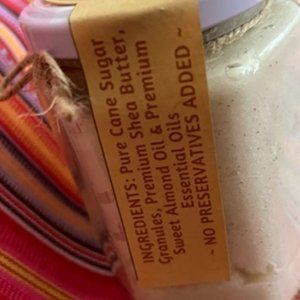 INGREDIENTS: Pure Cane Sugar
Granules, Premium Shea Butter,
Sweet Almond Oil & Premium
Essential Oils
~ NO PRESERVATIVES ADDED ~